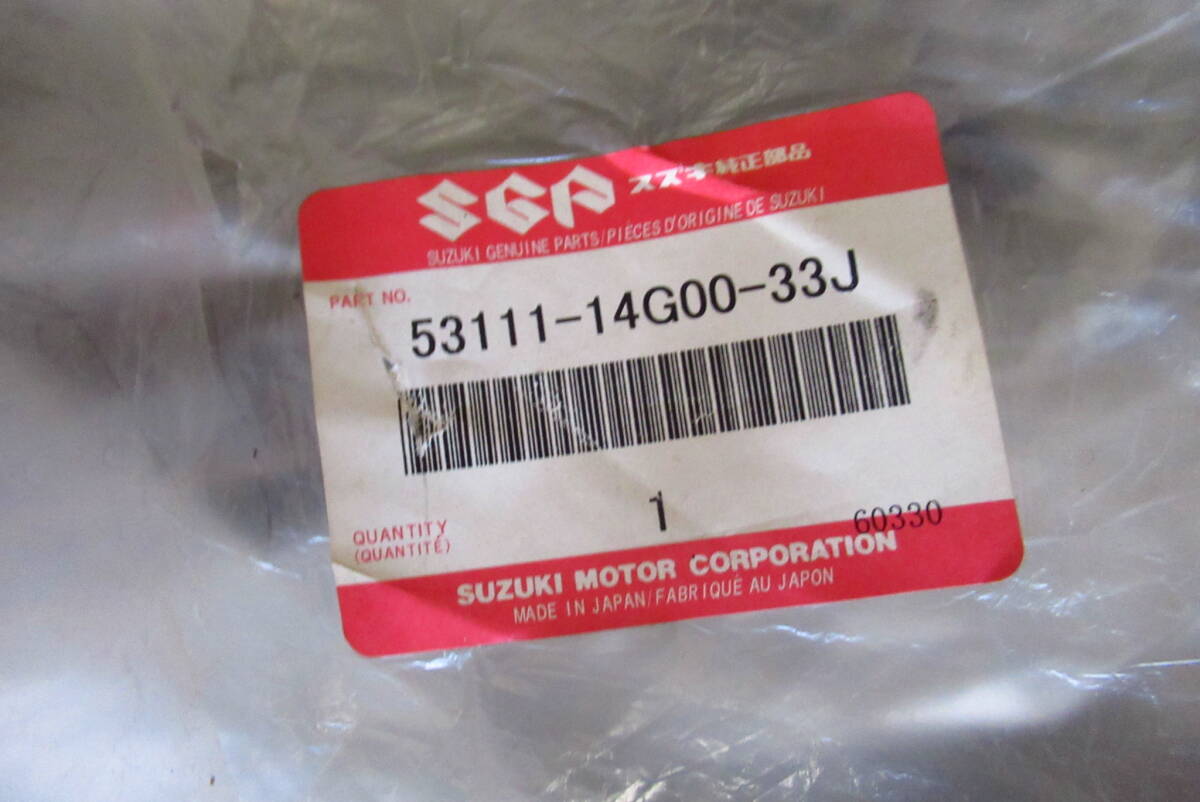 SGP スズキ純正部品
SUZUKI GENUINE PARTS/PIÈCES D'ORIGINE DE SUZUKI
PART NO.
53111-14G00-33J
1
60330
QUANTITY
(QUANTITÉ)
SUZUKI MOTOR CORPORATION
MADE IN JAPAN/FABRIQUÉ AU JAPON